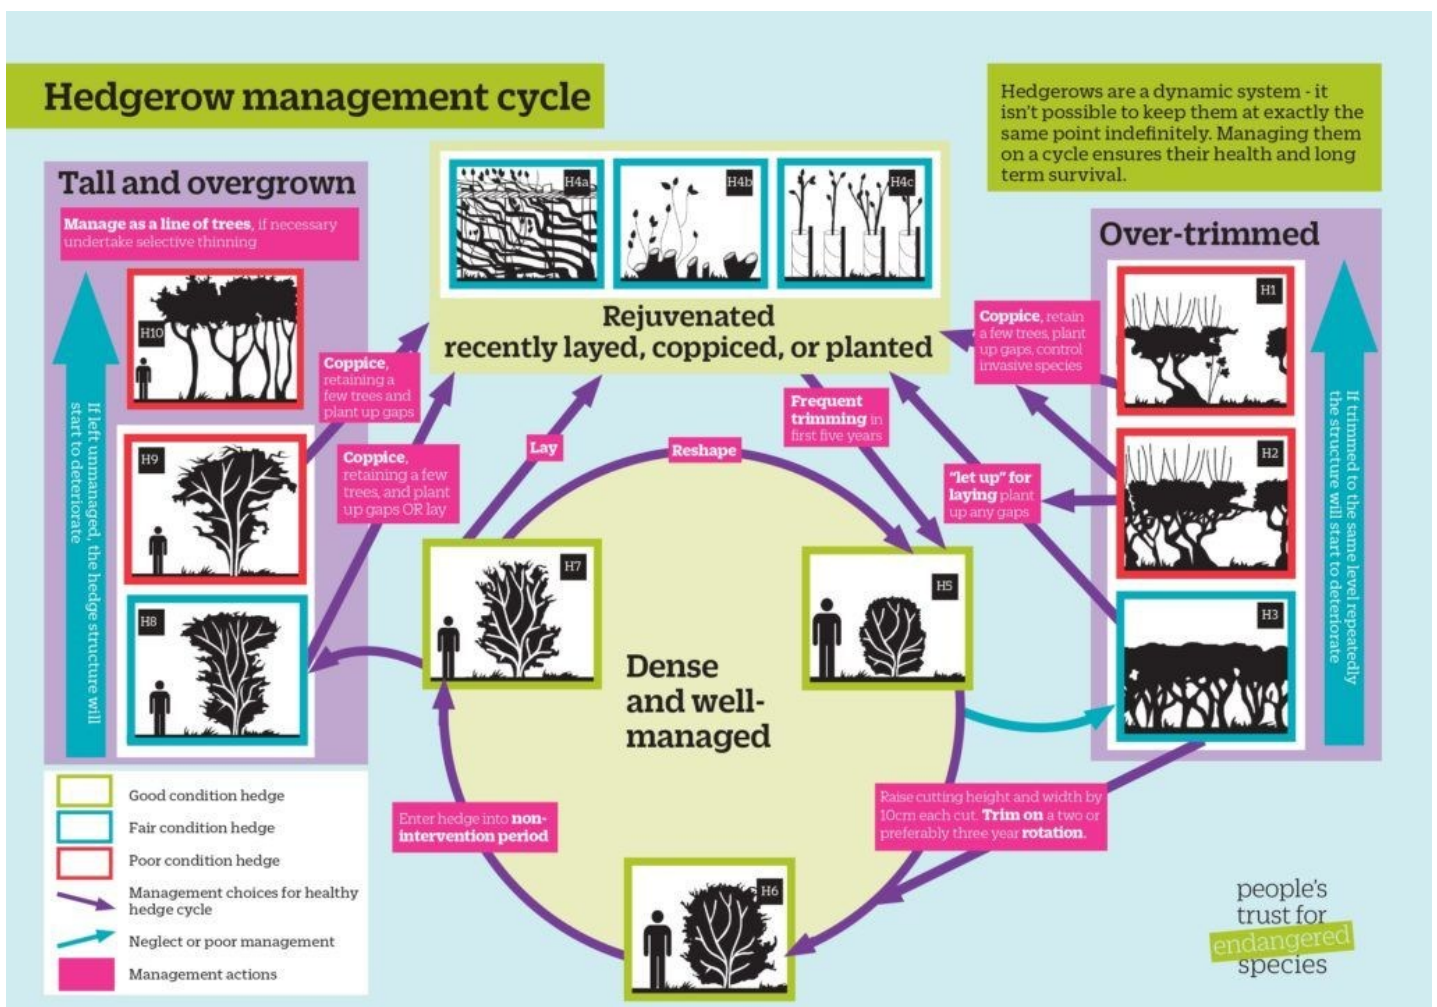 Hedgerow management cycle
Hedgerows are a dynamic system - it
isn't possible to keep them at exactly the
same point indefinitely. Managing them
on a cycle ensures their health and long
term survival.
Tall and overgrown
Manage as a line of trees, if necessary
undertake selective thinning
H10
H9
H8
If left unmanaged, the hedge structure will
start to deteriorate
H4a
H4b
H4c
Rejuvenated
recently layed, coppiced, or planted
Over-trimmed
H1
H2
H3
If trimmed to the same level repeatedly
the structure will start to deteriorate
Coppice,
retaining a
few trees and
plant up gaps
Coppice,
retaining a few
trees, and plant
up gaps OR lay
Lay
Reshape
Frequent
trimming in
first five years
Coppice, retain
a few trees, plant
up gaps, control
invasive species
"let up" for
laying plant
up any gaps
H7
H5
Dense
and well-
managed
Enter hedge into non-
intervention period
Raise cutting height and width by
10cm each cut. Trim on a two or
preferably three year rotation.
H6
Good condition hedge
Fair condition hedge
Poor condition hedge
Management choices for healthy
hedge cycle
Neglect or poor management
Management actions
people's
trust for
endangered
species